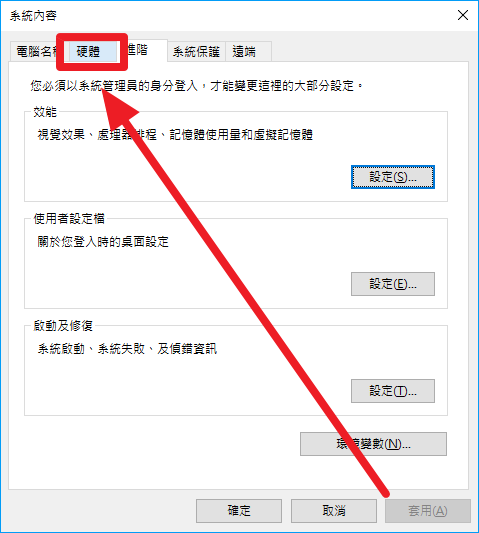 系統內容
電腦名稱 硬體 進階 系統保護 遠端
您必須以系統管理員的身分登入，才能變更這裡的大部分設定。
效能
視覺效果、處理器排程、記憶體使用量和虛擬記憶體
設定(S)...
使用者設定檔
關於您登入時的桌面設定
設定(E)...
啟動及修復
系統啟動、系統失敗、及偵錯資訊
設定(T)...
環境變數(N)...
確定 取消 套用(A)